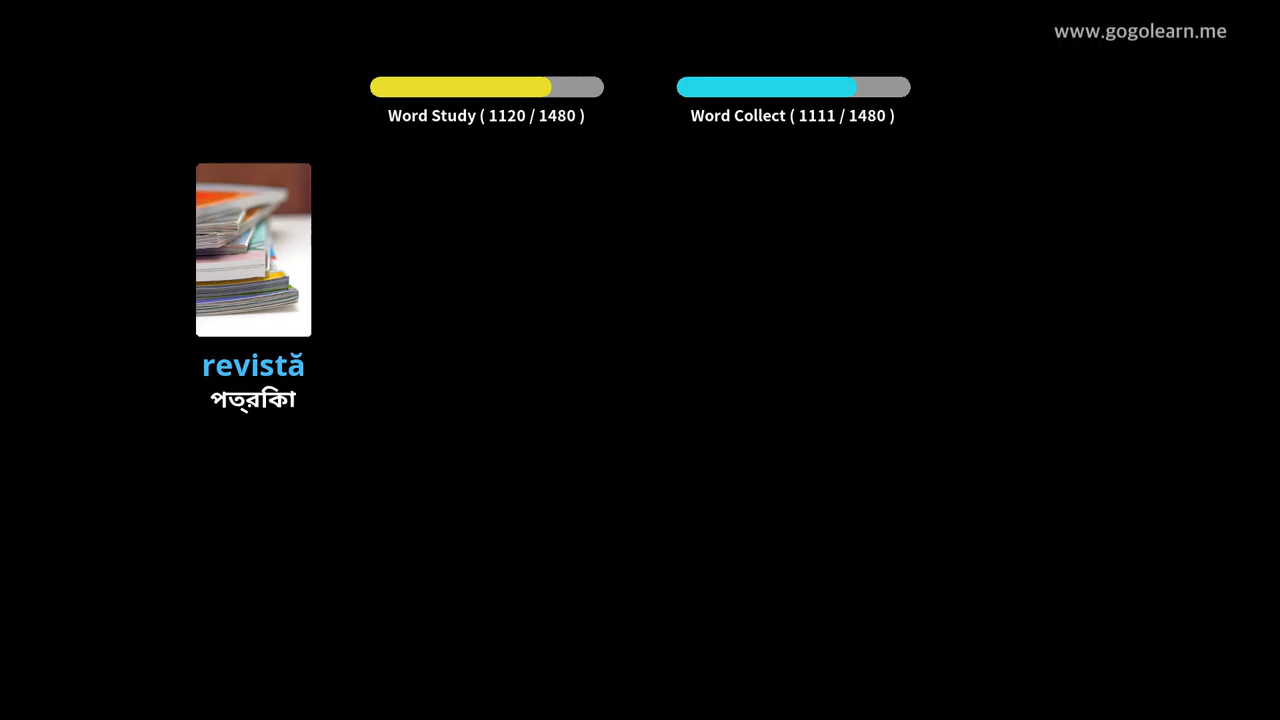 www.gogolearn.me
Word Study ( 1120 / 1480 )
Word Collect ( 1111 / 1480 )
revistă
পত্রিকা